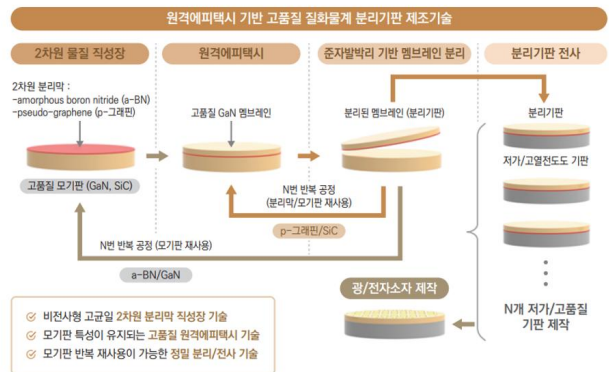 원격에피택시 기반 고품질 질화물계 분리기판 제조기술
2차원 물질 직성장
원격에피택시
준자발박리 기반 멤브레인 분리
분리기판 전사
2차원 분리막 :
-amorphous boron nitride (a-BN)
-pseudo-graphene (p-그래핀)
고품질 모기판 (GaN, SiC)
고품질 GaN 멤브레인
분리된 멤브레인 (분리기판)
분리기판
저가/고열전도도 기판
N번 반복 공정
(분리막/모기판 재사용)
p-그래핀/SiC
N번 반복 공정 (모기판 재사용)
a-BN/GaN
광/전자소자 제작
N개 저가/고품질
기판 제작
비전사형 고균일 2차원 분리막 직성장 기술
모기판 특성이 유지되는 고품질 원격에피택시 기술
모기판 반복 재사용이 가능한 정밀 분리/전사 기술